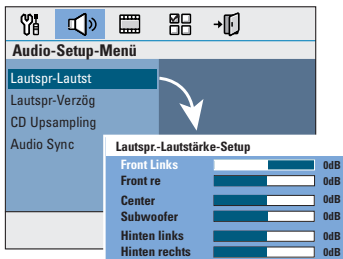 Audio-Setup-Menü
Lautspr-Lautst
Lautspr-Verzög
CD Upsampling
Audio Sync
Lautspr.-Lautstärke-Setup
Front Links 0dB
Front re 0dB
Center 0dB
Subwoofer 0dB
Hinten links 0dB
Hinten rechts 0dB